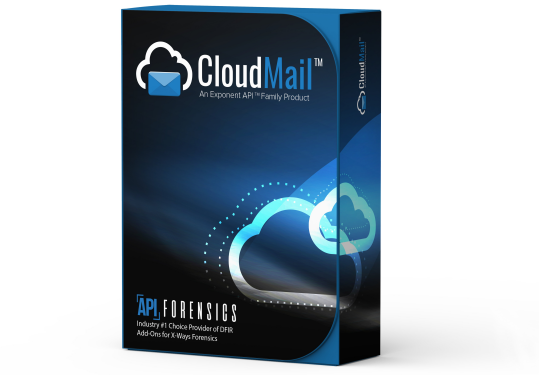 CloudMail™
An Exponent API™ Family Product
CloudMail™
API FORENSICS
Industry #1 Choice Provider of DFIR
Add-Ons for X-Ways Forensics